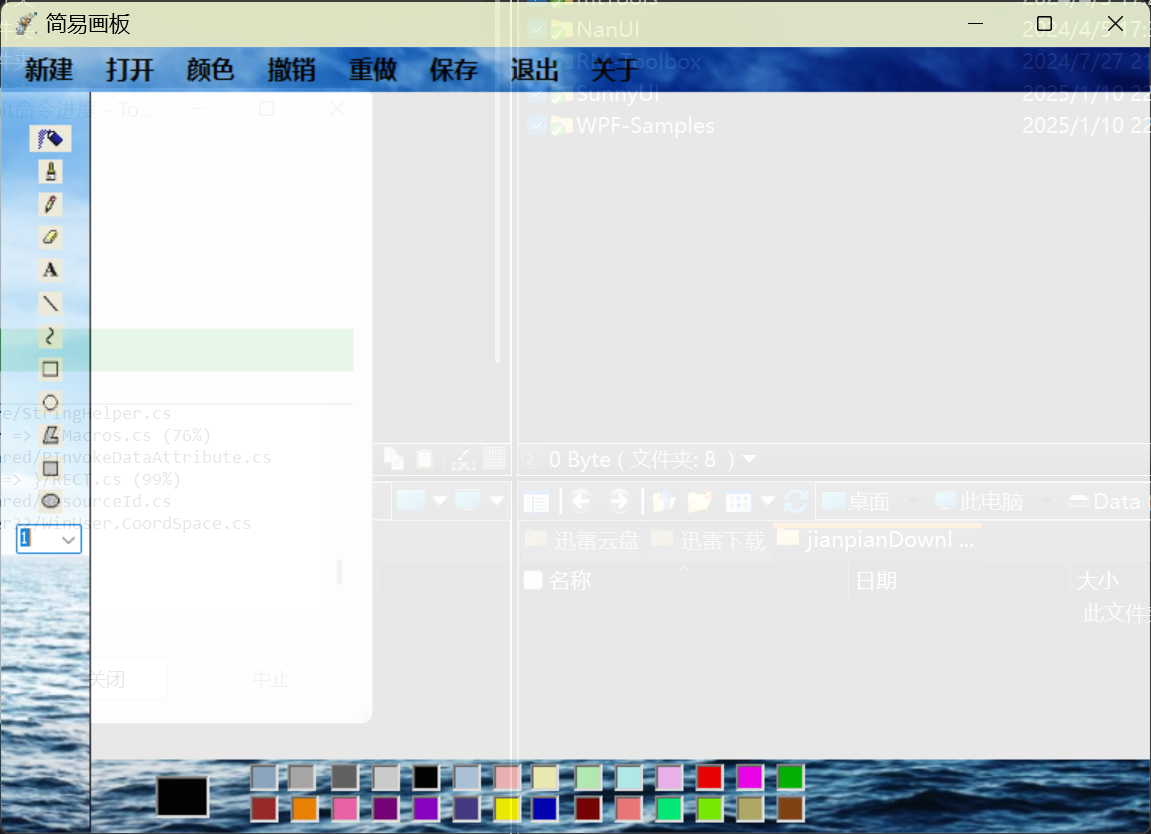 简易画板
NanUI
2024/4/5 17:3
新建 打开 颜色 撤销 重做 保存 退出 关于
RM-Toolbox
2024/7/27 21
SunnyUI
2025/1/10 22
命令进度 - To...
WPF-Samples
2025/1/10 22
A
e/StringHelper.cs
=> /Macros.cs (76%)
ared/PInvokeDataAttribute.cs
=> }/RECT.cs (99%)
ared/ResourceId.cs
er32/WinUser.CoordSpace.cs
1
0 Byte ( 文件夹: 8 )
桌面 此电脑 Data
迅雷云盘 迅雷下载 jianpianDownl ...
名称 日期 大小
此文件
关闭 中止